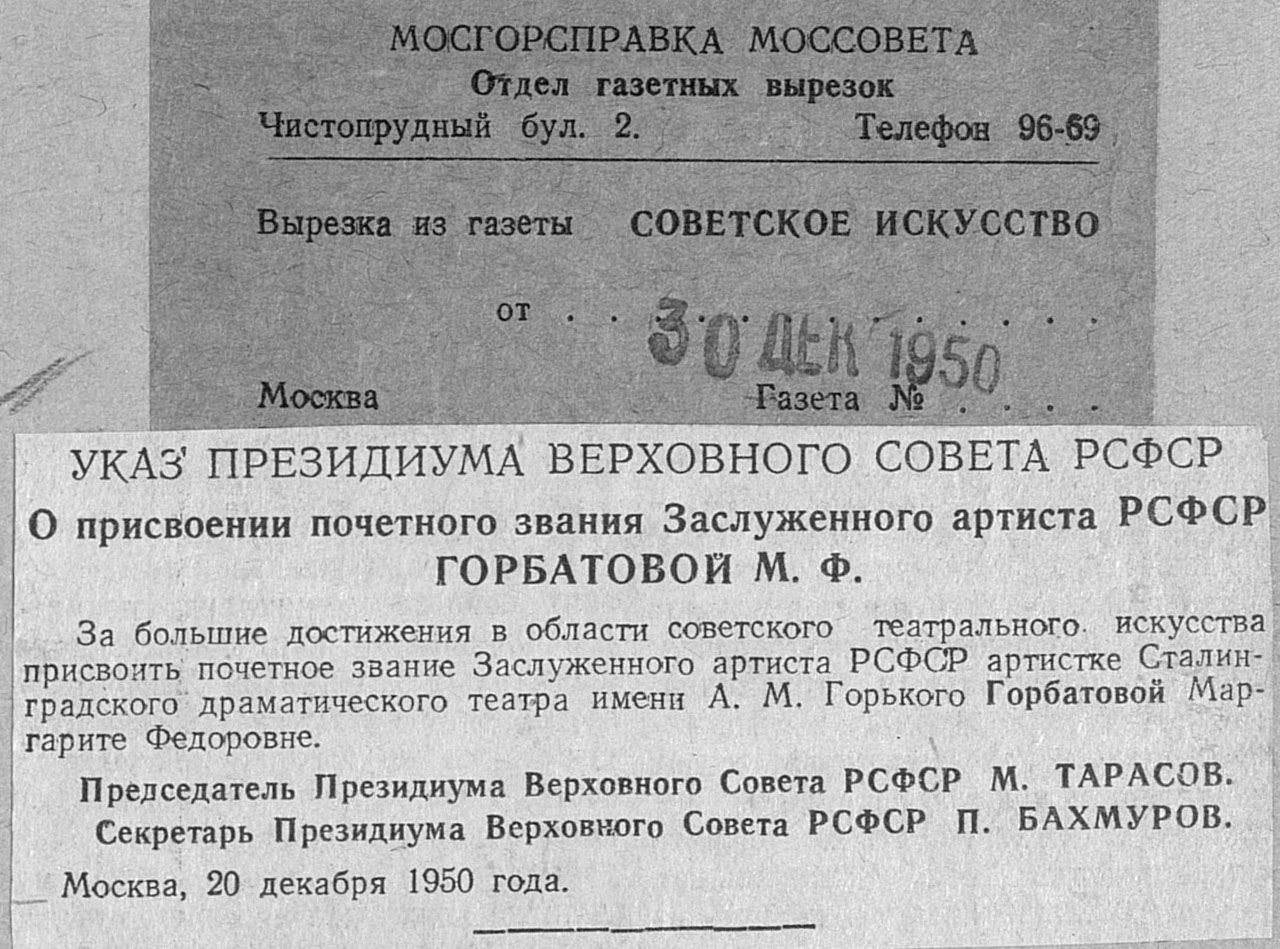 МОСГОРСПРАВКА МОССОВЕТА
Отдел газетных вырезок
Чистопрудный бул. 2. Телефон 96-69
Вырезка из газеты СОВЕТСКОЕ ИСКУССТВО
от . . . . . . . . . . . . .
30 ДЕК 1950
Москва Газета № . . . .
УКАЗ ПРЕЗИДИУМА ВЕРХОВНОГО СОВЕТА РСФСР
О присвоении почетного звания Заслуженного артиста РСФСР
ГОРБАТОВОЙ М. Ф.
За большие достижения в области советского театрального искусства
присвоить почетное звание Заслуженного артиста РСФСР артистке Сталин-
градского драматического театра имени А. М. Горького Горбатовой Мар-
гарите Федоровне.
Председатель Президиума Верховного Совета РСФСР М. ТАРАСОВ.
Секретарь Президиума Верховного Совета РСФСР П. БАХМУРОВ.
Москва, 20 декабря 1950 года.